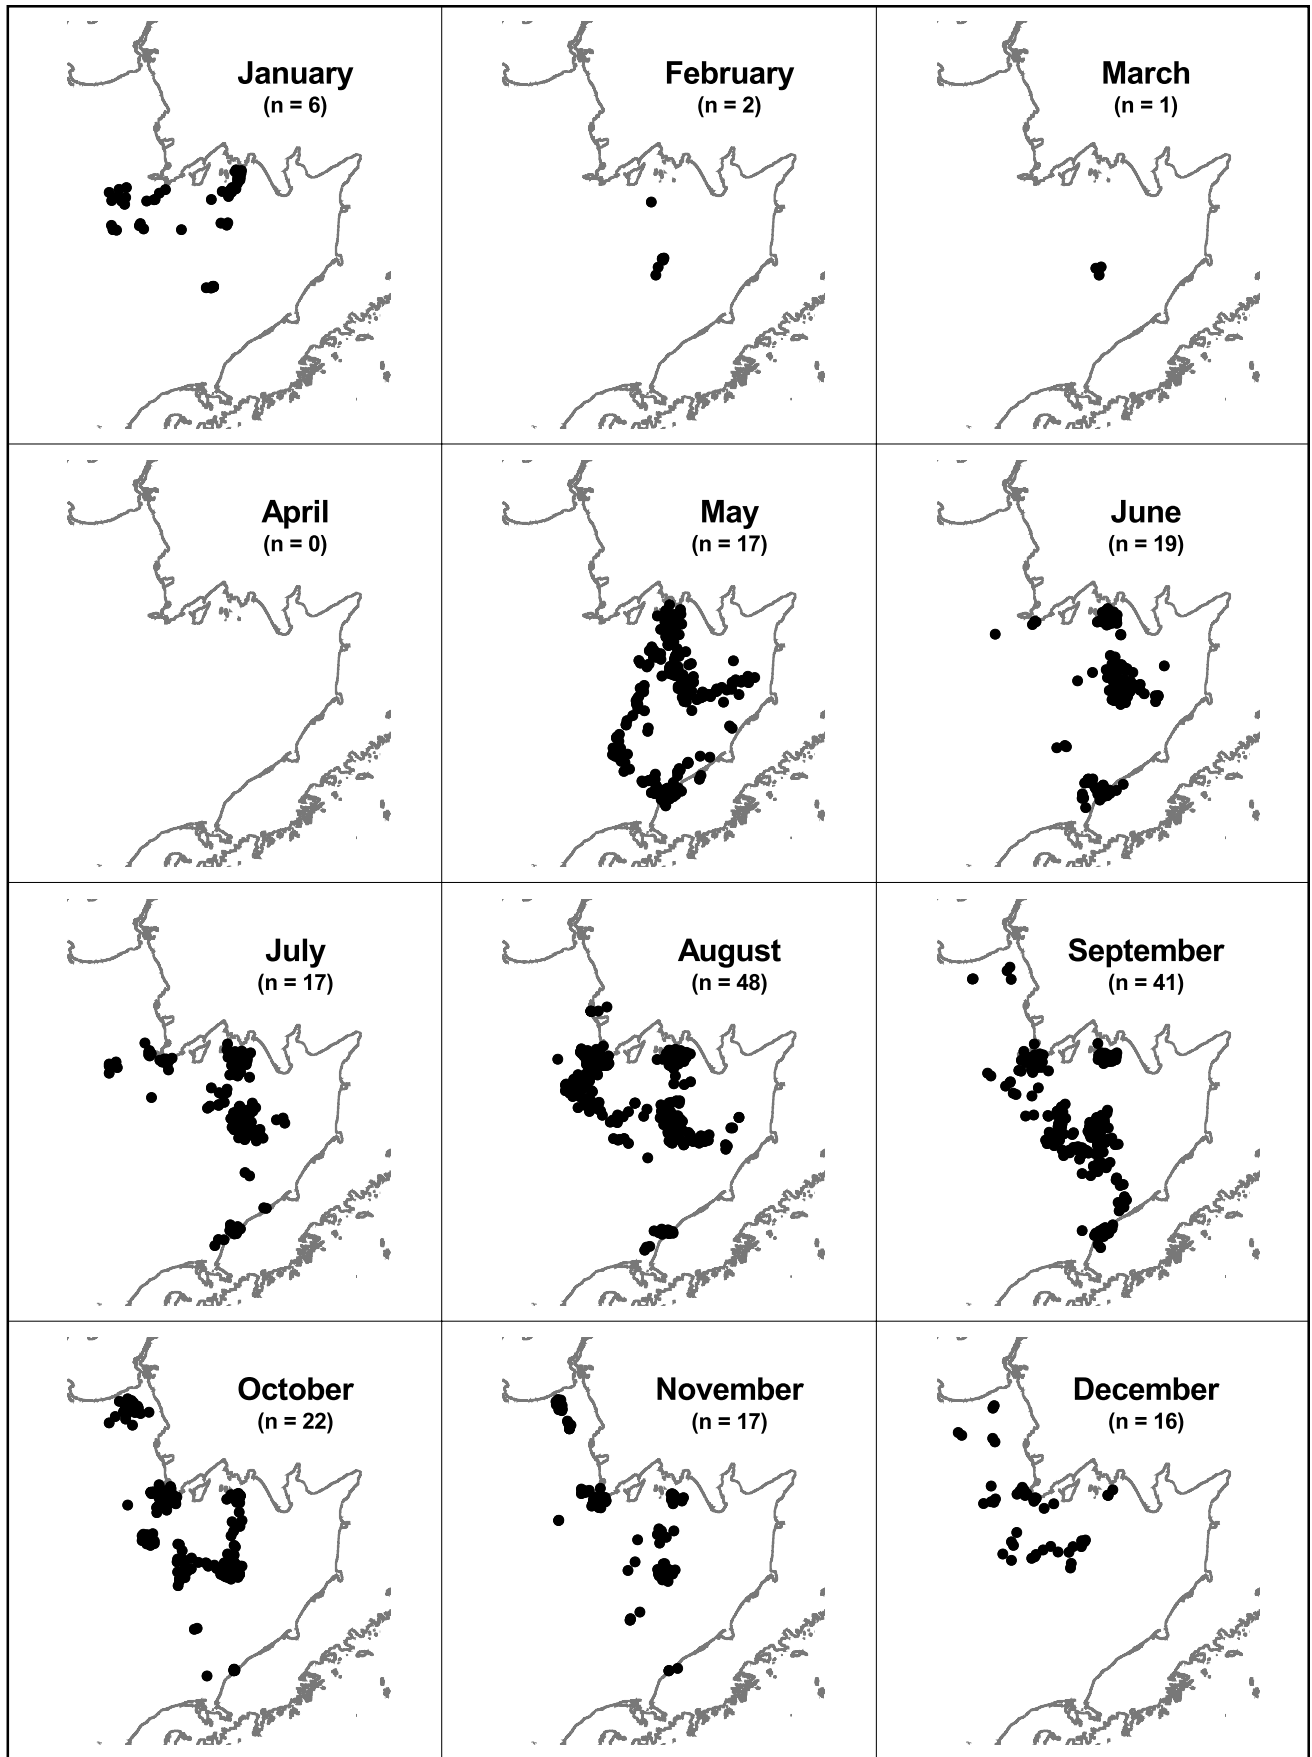 January
(n = 6)
February
(n = 2)
March
(n = 1)
April
(n = 0)
May
(n = 17)
June
(n = 19)
July
(n = 17)
August
(n = 48)
September
(n = 41)
October
(n = 22)
November
(n = 17)
December
(n = 16)